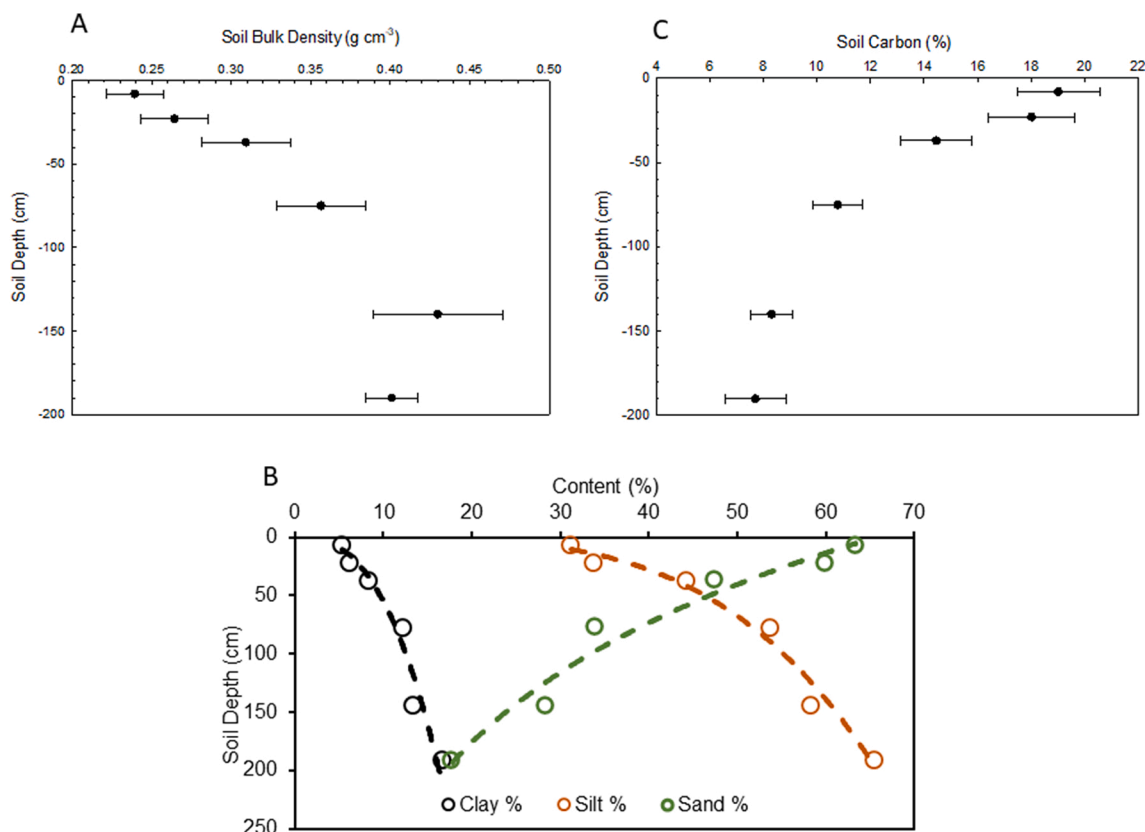 A
Soil Bulk Density (g cm-3)
0.20 0.25 0.30 0.35 0.40 0.45 0.50
0
-50
-100
-150
-200
Soil Depth (cm)
C
Soil Carbon (%)
4 6 8 10 12 14 16 18 20 22
0
-50
-100
-150
-200
Soil Depth (cm)
B
Content (%)
0 10 20 30 40 50 60 70
0
50
100
150
200
250
Soil Depth (cm)
Clay % Silt % Sand %